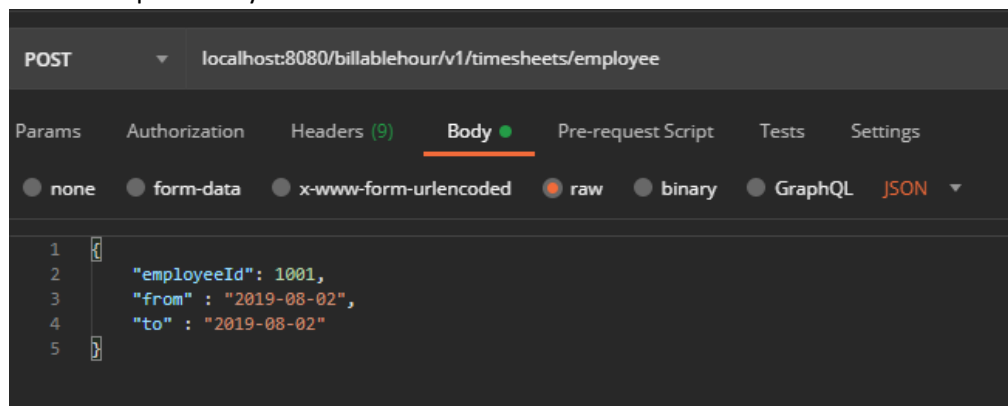 POST localhost:8080/billablehour/v1/timesheets/employee
Params Authorization Headers (9) Body Pre-request Script Tests Settings
none form-data x-www-form-urlencoded raw binary GraphQL JSON
1 {
2 "employeeId": 1001,
3 "from" : "2019-08-02",
4 "to" : "2019-08-02"
5 }